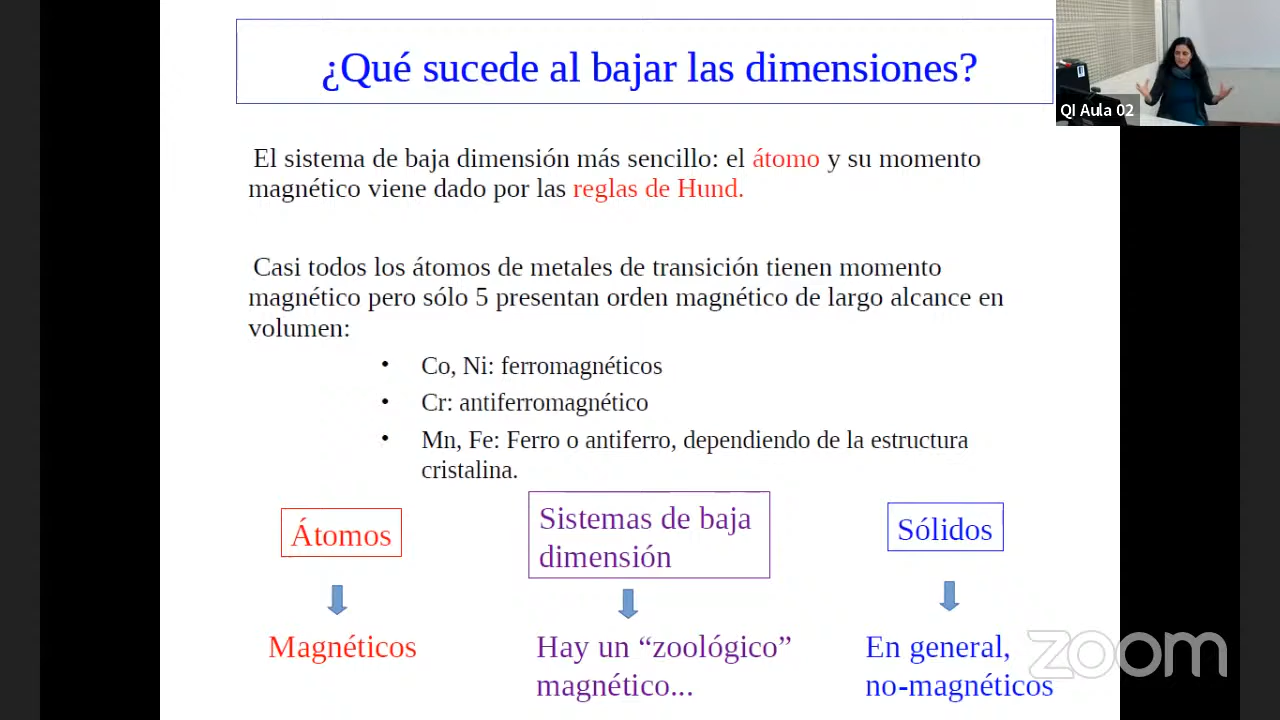 ¿Qué sucede al bajar las dimensiones?
QI Aula 02
El sistema de baja dimensión más sencillo: el átomo y su momento
magnético viene dado por las reglas de Hund.
Casi todos los átomos de metales de transición tienen momento
magnético pero sólo 5 presentan orden magnético de largo alcance en
volumen:
• Co, Ni: ferromagnéticos
• Cr: antiferromagnético
• Mn, Fe: Ferro o antiferro, dependiendo de la estructura
cristalina.
Átomos
Sistemas de baja
dimensión
Sólidos
Magnéticos
Hay un “zoológico”
magnético...
En general,
no-magnéticos
zoom